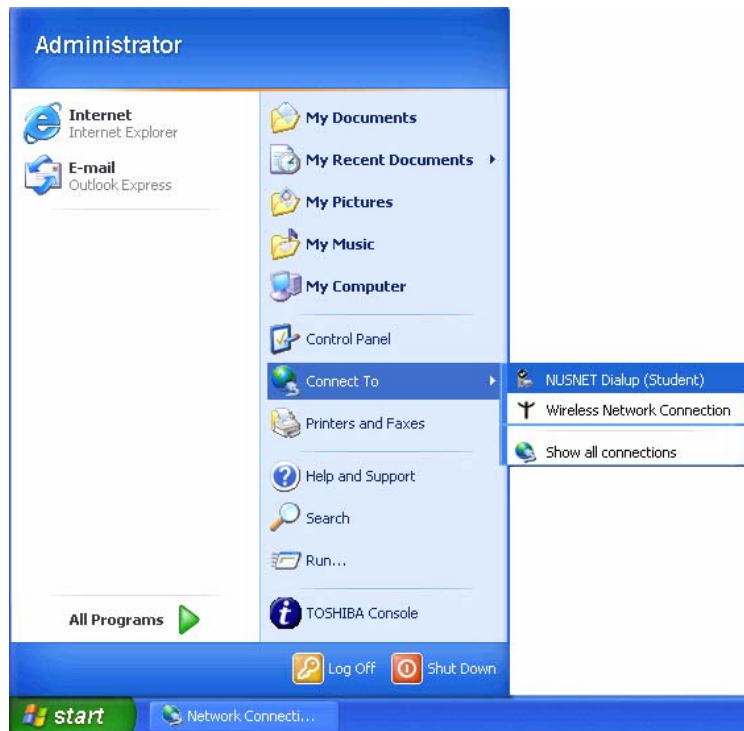 Administrator
Internet
Internet Explorer
E-mail
Outlook Express
All Programs
My Documents
My Recent Documents
My Pictures
My Music
My Computer
Control Panel
Connect To
Printers and Faxes
Help and Support
Search
Run...
TOSHIBA Console
NUSNET Dialup (Student)
Wireless Network Connection
Show all connections
Log Off
Shut Down
start
Network Connecti...